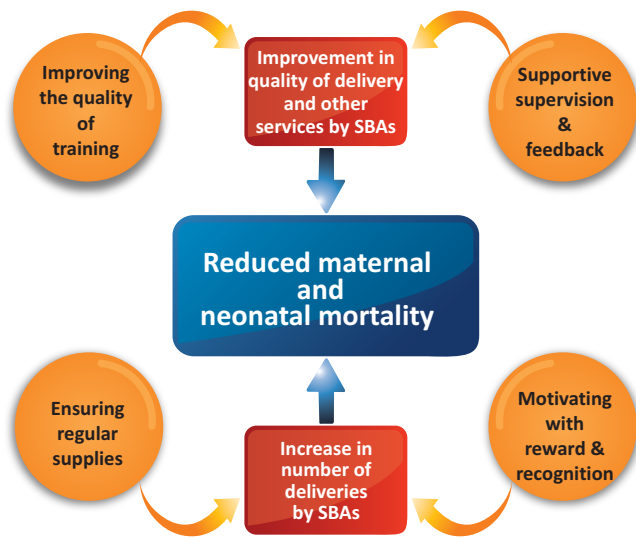 Improving
the quality
of
training
Improvement in
quality of delivery
and other
services by SBAs
Supportive
supervision
&
feedback
Reduced maternal
and
neonatal mortality
Ensuring
regular
supplies
Increase in
number of
deliveries
by SBAs
Motivating
with
reward &
recognition